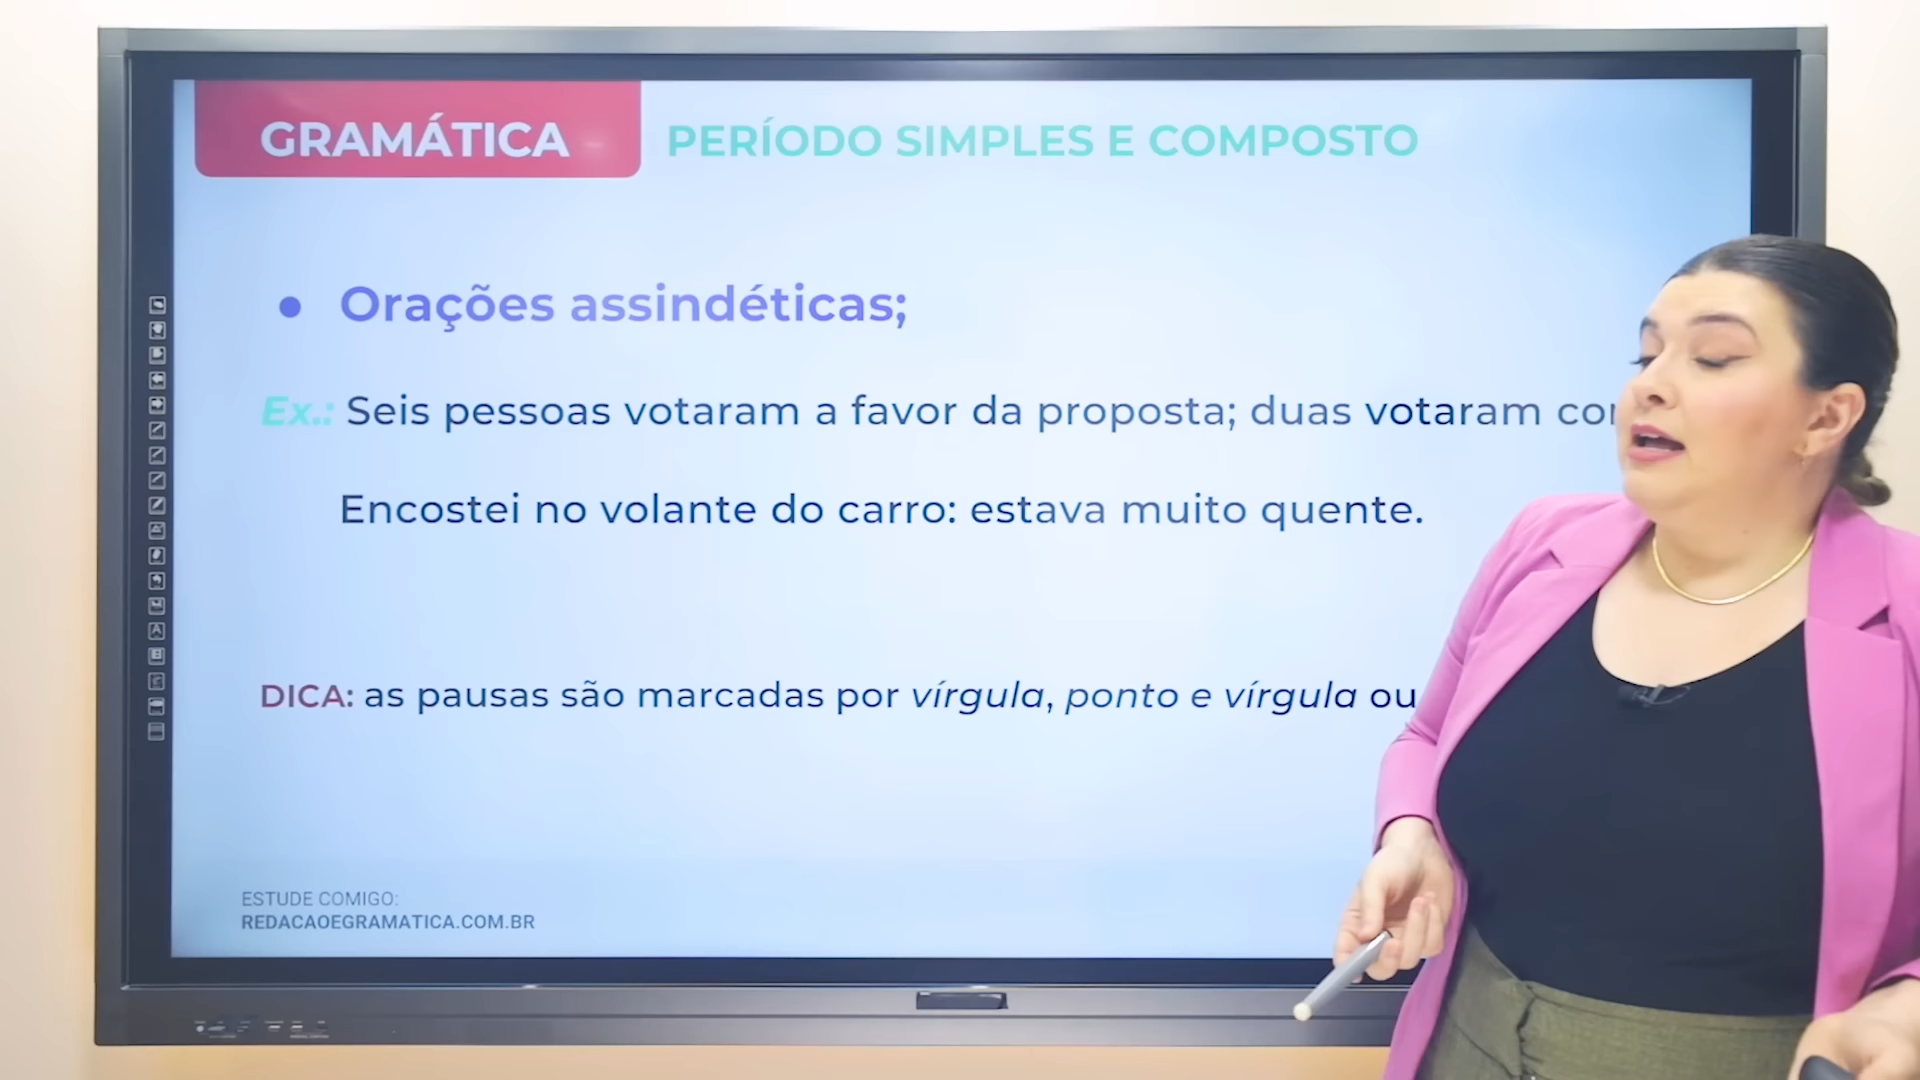 GRAMÁTICA PERÍODO SIMPLES E COMPOSTO
• Orações assindéticas;
Ex.: Seis pessoas votaram a favor da proposta; duas votaram
Encostei no volante do carro: estava muito quente.
DICA: as pausas são marcadas por vírgula, ponto e vírgula ou
ESTUDE COMIGO:
REDACAOEGRAMATICA.COM.BR